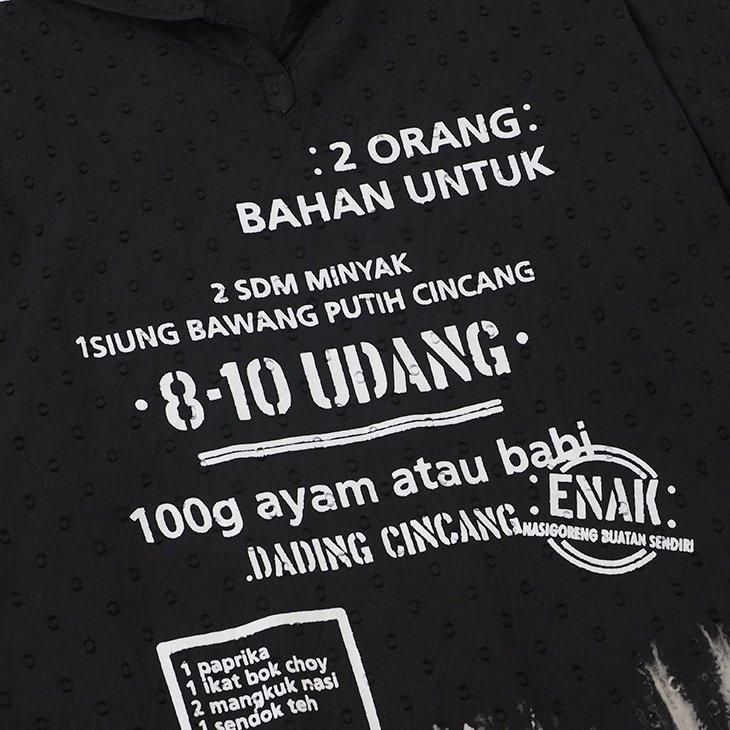 :2 ORANG:
BAHAN UNTUK
2 SDM MINYAK
1SIUNG BAWANG PUTIH CINCANG
·8-10 UDANG·
100g ayam atau babi
.DADING CINCANG
:ENAK:
NASIGORENG BUATAN SENDIRI
1 paprika
1 ikat bok choy
2 mangkuk nasi
1 sendok teh